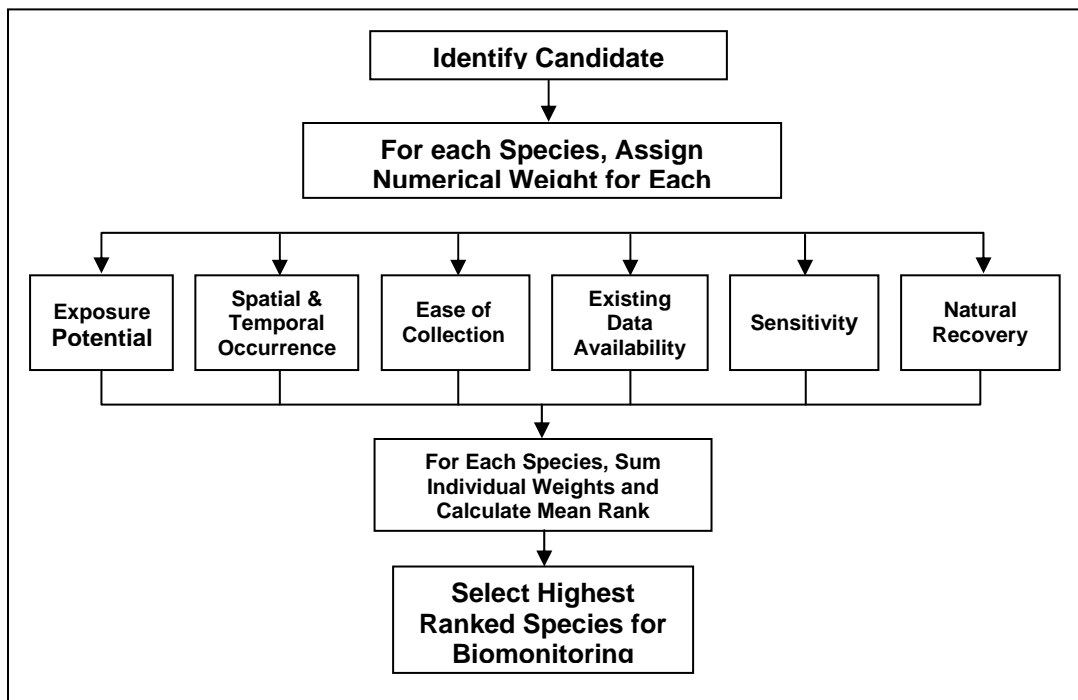 Identify Candidate
For each Species, Assign
Numerical Weight for Each
Exposure
Potential
Spatial &
Temporal
Occurrence
Ease of
Collection
Existing
Data
Availability
Sensitivity
Natural
Recovery
For Each Species, Sum
Individual Weights and
Calculate Mean Rank
Select Highest
Ranked Species for
Biomonitoring